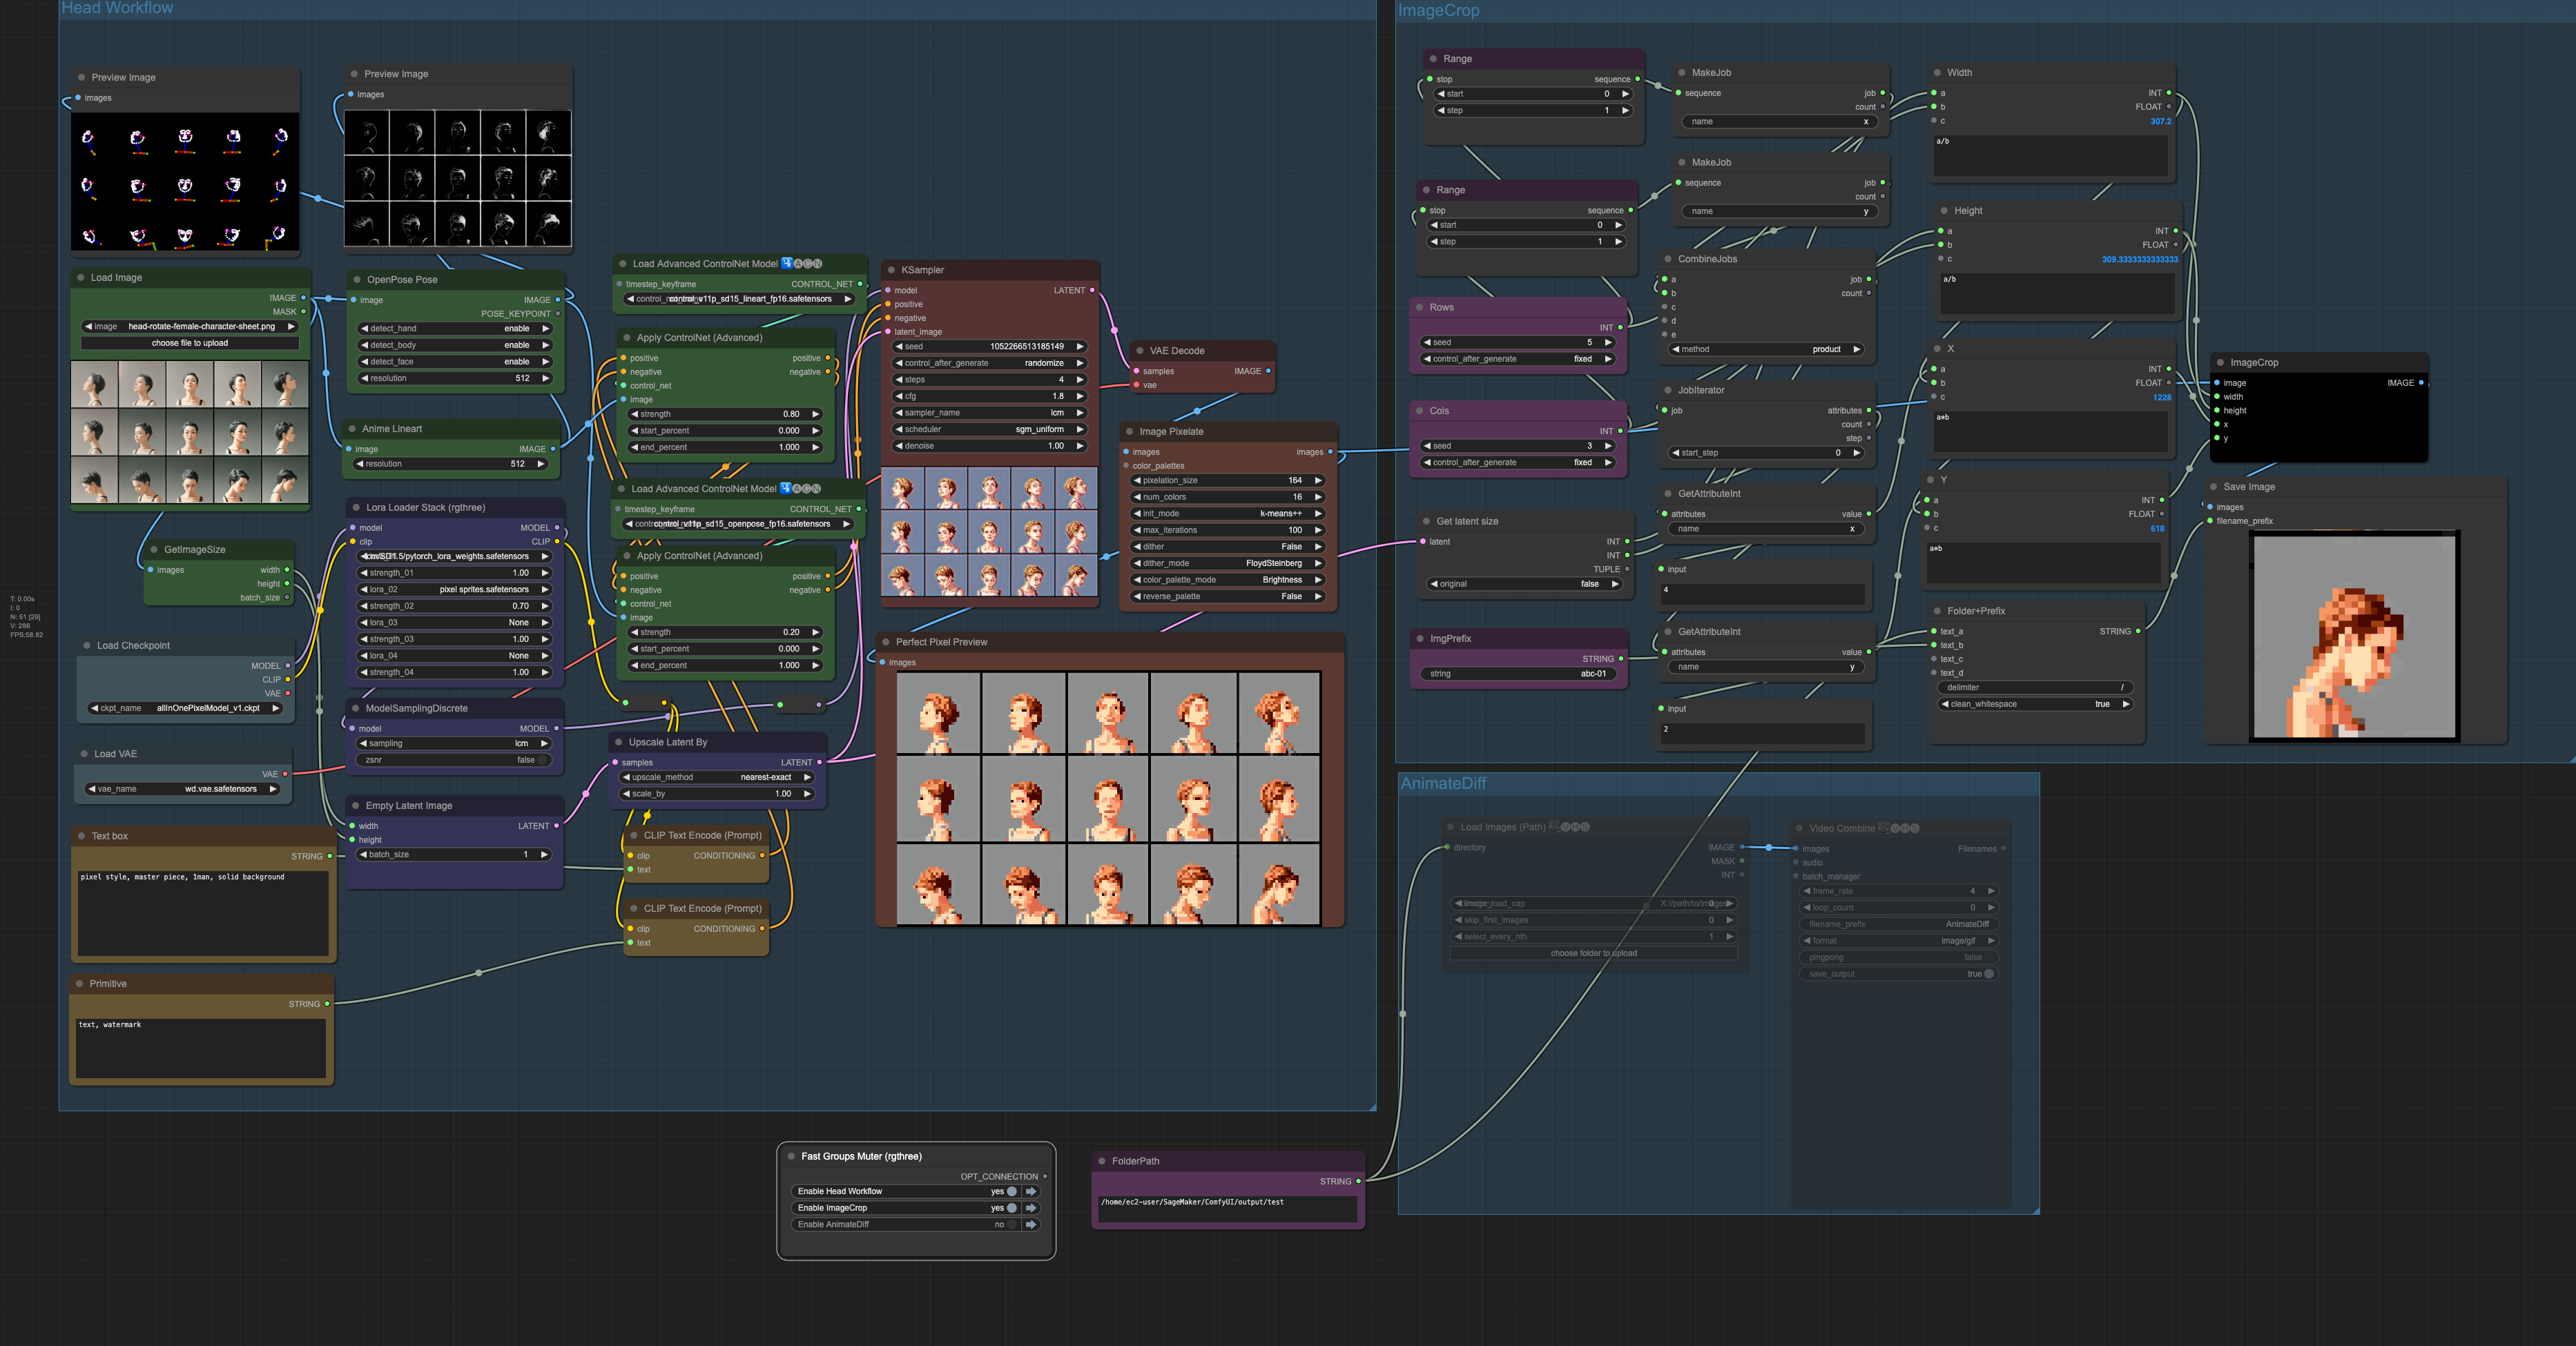 Head Workflow
Preview Image
images
Preview Image
images
Load Image
IMAGE
MASK
image head-rotate-female-character-sheet.png
choose file to upload
OpenPose Pose
image IMAGE
POSE_KEYPOINT
detect_hand enable
detect_body enable
detect_face enable
resolution 512
Anime Lineart
image IMAGE
resolution 512
GetImageSize
images width
height
batch_size
Load Checkpoint
MODEL
CLIP
VAE
ckpt_name allInOnePixelModel_v1.ckpt
Load VAE
VAE
vae_name wd.vae.safetensors
Text box
STRING
pixel style, master piece, 1man, solid background
Primitive
STRING
text, watermark
Lora Loader Stack (rgthree)
model MODEL
clip CLIP
/SD1.5/pytorch_lora_weights.safetensors
strength_01 1.00
lora_02 pixel sprites.safetensors
strength_02 0.70
lora_03 None
strength_03 1.00
lora_04 None
strength_04 1.00
ModelSamplingDiscrete
model MODEL
sampling lcm
zsnr false
Empty Latent Image
width LATENT
height
batch_size 1
Load Advanced ControlNet Model 🛂🅐🅒🅝
timestep_keyframe CONTROL_NET
control_v11p_sd15_lineart_fp16.safetensors
Apply ControlNet (Advanced)
positive positive
negative negative
control_net
image
strength 0.80
start_percent 0.000
end_percent 1.000
Load Advanced ControlNet Model 🛂🅐🅒🅝
timestep_keyframe CONTROL_NET
control_v11p_sd15_openpose_fp16.safetensors
Apply ControlNet (Advanced)
positive positive
negative negative
control_net
image
strength 0.20
start_percent 0.000
end_percent 1.000
Upscale Latent By
samples LATENT
upscale_method nearest-exact
scale_by 1.00
CLIP Text Encode (Prompt)
clip CONDITIONING
text
CLIP Text Encode (Prompt)
clip CONDITIONING
text
KSampler
model LATENT
positive
negative
latent_image
seed 1052266513185149
control_after_generate randomize
steps 4
cfg 1.8
sampler_name lcm
scheduler sgm_uniform
denoise 1.00
VAE Decode
samples IMAGE
vae
Image Pixelate
images images
color_palettes
pixelation_size 164
num_colors 16
init_mode k-means++
max_iterations 100
dither False
dither_mode FloydSteinberg
color_palette_mode Brightness
reverse_palette False
Perfect Pixel Preview
images
T: 0.00s
I: 0
N: 51 [29]
V: 288
FPS:58.82
ImageCrop
Range
stop sequence
start 0
step 1
Range
stop sequence
start 0
step 1
Rows
INT
seed 5
control_after_generate fixed
Cols
INT
seed 3
control_after_generate fixed
Get latent size
latent INT
INT
TUPLE
original false
ImgPrefix
STRING
string abc-01
MakeJob
sequence job
count
name x
MakeJob
sequence job
count
name y
CombineJobs
a job
b count
c
d
e
method product
JobIterator
job attributes
count
step
start_step 0
GetAttributeInt
attributes value
name x
input
4
GetAttributeInt
attributes value
name y
input
2
Width
a INT
b FLOAT
c 307.2
a/b
Height
a INT
b FLOAT
c 309.3333333333333
a/b
X
a INT
b FLOAT
c 1228
a*b
Y
a INT
b FLOAT
c 618
a*b
Folder+Prefix
text_a STRING
text_b
text_c
text_d
delimiter /
clean_whitespace true
ImageCrop
image IMAGE
width
height
x
y
Save Image
images
filename_prefix
AnimateDiff
Load Images (Path) 🅥🅗🅢
directory IMAGE
MASK
INT
skip_first_images 0
select_every_nth 1
choose folder to upload
Video Combine 🅥🅗🅢
images Filenames
audio
batch_manager
frame_rate 4
loop_count 0
filename_prefix AnimateDiff
format image/gif
pingpong false
save_output true
Fast Groups Muter (rgthree)
OPT_CONNECTION
Enable Head Workflow yes
Enable ImageCrop yes
Enable AnimateDiff no
FolderPath
STRING
/home/ec2-user/SageMaker/ComfyUI/output/test